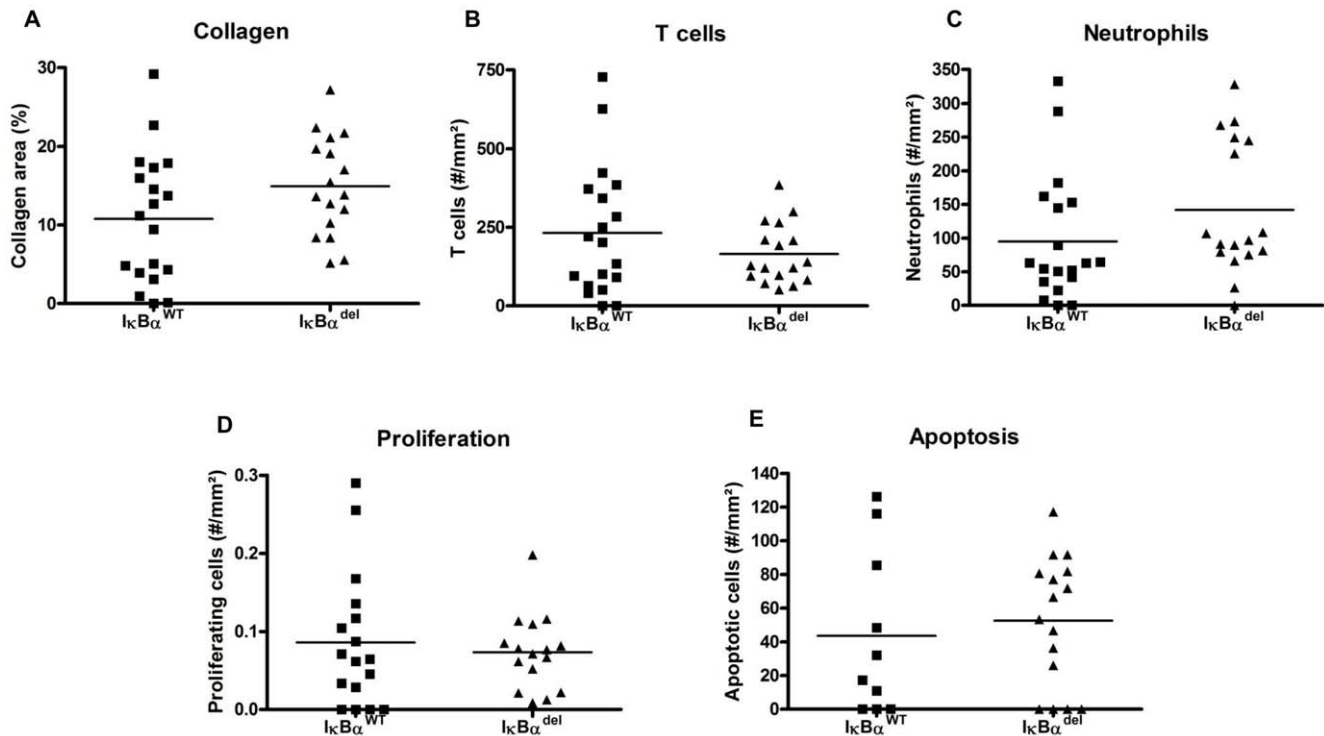 A
Collagen
Collagen area (%)
30
20
10
0
IκBα^WT
IκBα^del
B
T cells
T cells (#/mm²)
750
500
250
0
IκBα^WT
IκBα^del
C
Neutrophils
Neutrophils (#/mm²)
350
300
250
200
150
100
50
0
IκBα^WT
IκBα^del
D
Proliferation
Proliferating cells (#/mm²)
0.3
0.2
0.1
0.0
IκBα^WT
IκBα^del
E
Apoptosis
Apoptotic cells (#/mm²)
140
120
100
80
60
40
20
0
IκBα^WT
IκBα^del